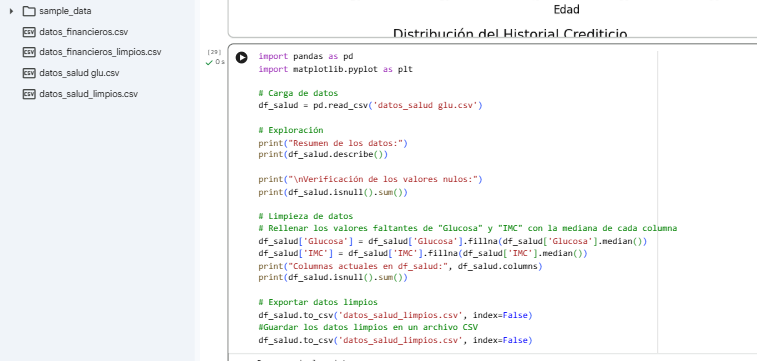 sample_data
datos_financieros.csv
datos_financieros_limpios.csv
datos_salud glu.csv
datos_salud_limpios.csv
Edad
Distribución del Historial Crediticio
[29]
0 s
import pandas as pd
import matplotlib.pyplot as plt
# Carga de datos
df_salud = pd.read_csv('datos_salud glu.csv')
# Exploración
print("Resumen de los datos:")
print(df_salud.describe())
print("\nVerificación de los valores nulos:")
print(df_salud.isnull().sum())
# Limpieza de datos
# Rellenar los valores faltantes de "Glucosa" y "IMC" con la mediana de cada columna
df_salud['Glucosa'] = df_salud['Glucosa'].fillna(df_salud['Glucosa'].median())
df_salud['IMC'] = df_salud['IMC'].fillna(df_salud['IMC'].median())
print("Columnas actuales en df_salud:", df_salud.columns)
print(df_salud.isnull().sum())
# Exportar datos limpios
df_salud.to_csv('datos_salud_limpios.csv', index=False)
#Guardar los datos limpios en un archivo CSV
df_salud.to_csv('datos_salud_limpios.csv', index=False)